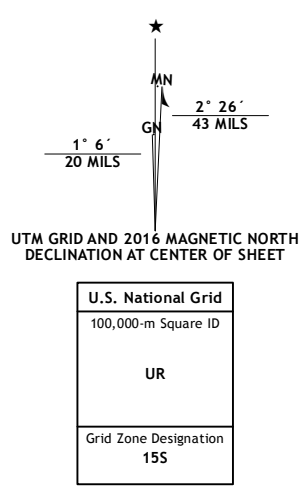 ★
MN
GN
2° 26´
43 MILS
1° 6´
20 MILS
UTM GRID AND 2016 MAGNETIC NORTH
DECLINATION AT CENTER OF SHEET
U.S. National Grid
100,000-m Square ID
UR
Grid Zone Designation
15S